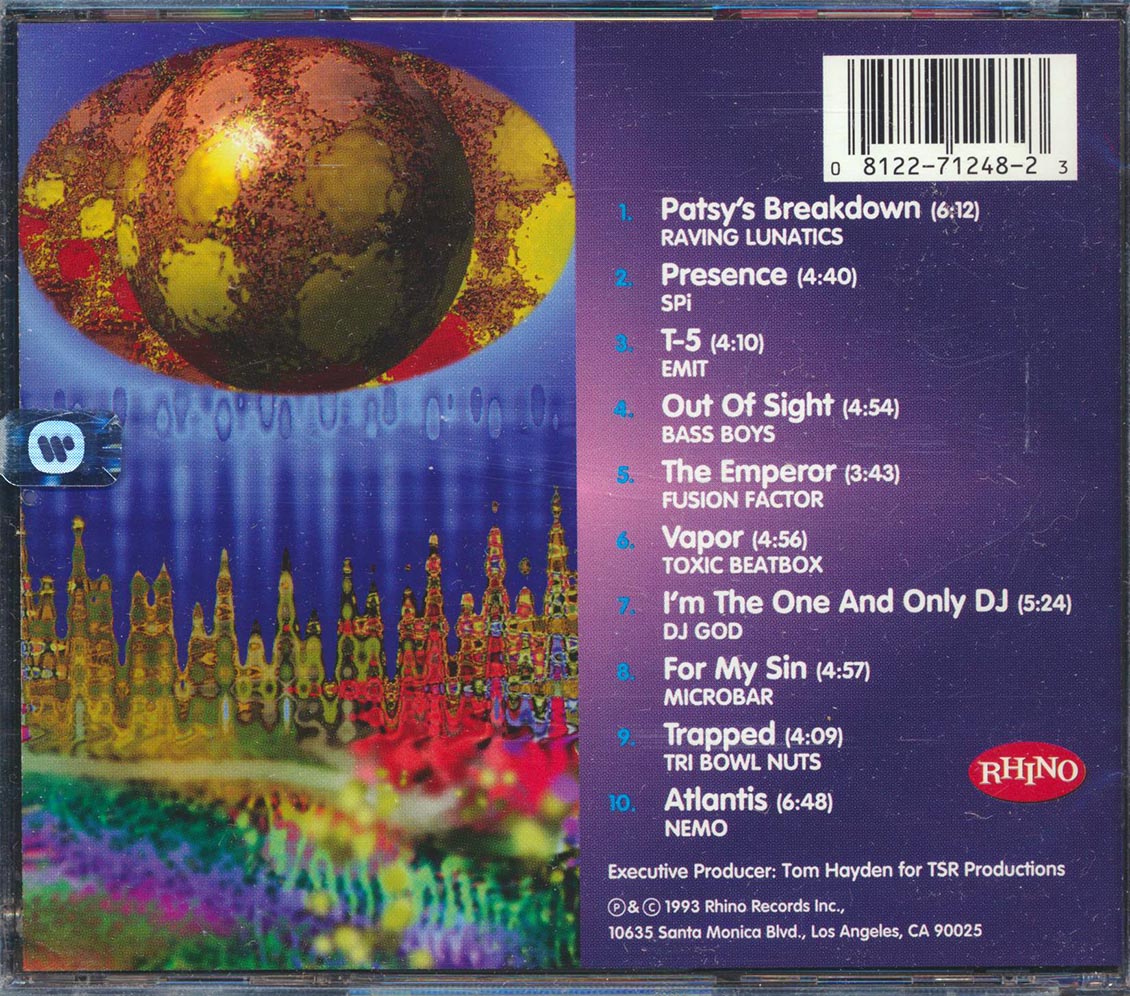 0 81227-71248-2 3
1. Patsy's Breakdown (6:12)
RAVING LUNATICS
2. Presence (4:40)
SPi
3. T-5 (4:10)
EMIT
4. Out Of Sight (4:54)
BASS BOYS
5. The Emperor (3:43)
FUSION FACTOR
6. Vapor (4:56)
TOXIC BEATBOX
7. I'm The One And Only DJ (5:24)
DJ GOD
8. For My Sin (4:57)
MICROBAR
9. Trapped (4:09)
TRI BOWL NUTS
10. Atlantis (6:48)
NEMO
RHINO
Executive Producer: Tom Hayden for TSR Productions
Ⓟ&© 1993 Rhino Records Inc.,
10635 Santa Monica Blvd., Los Angeles, CA 90025